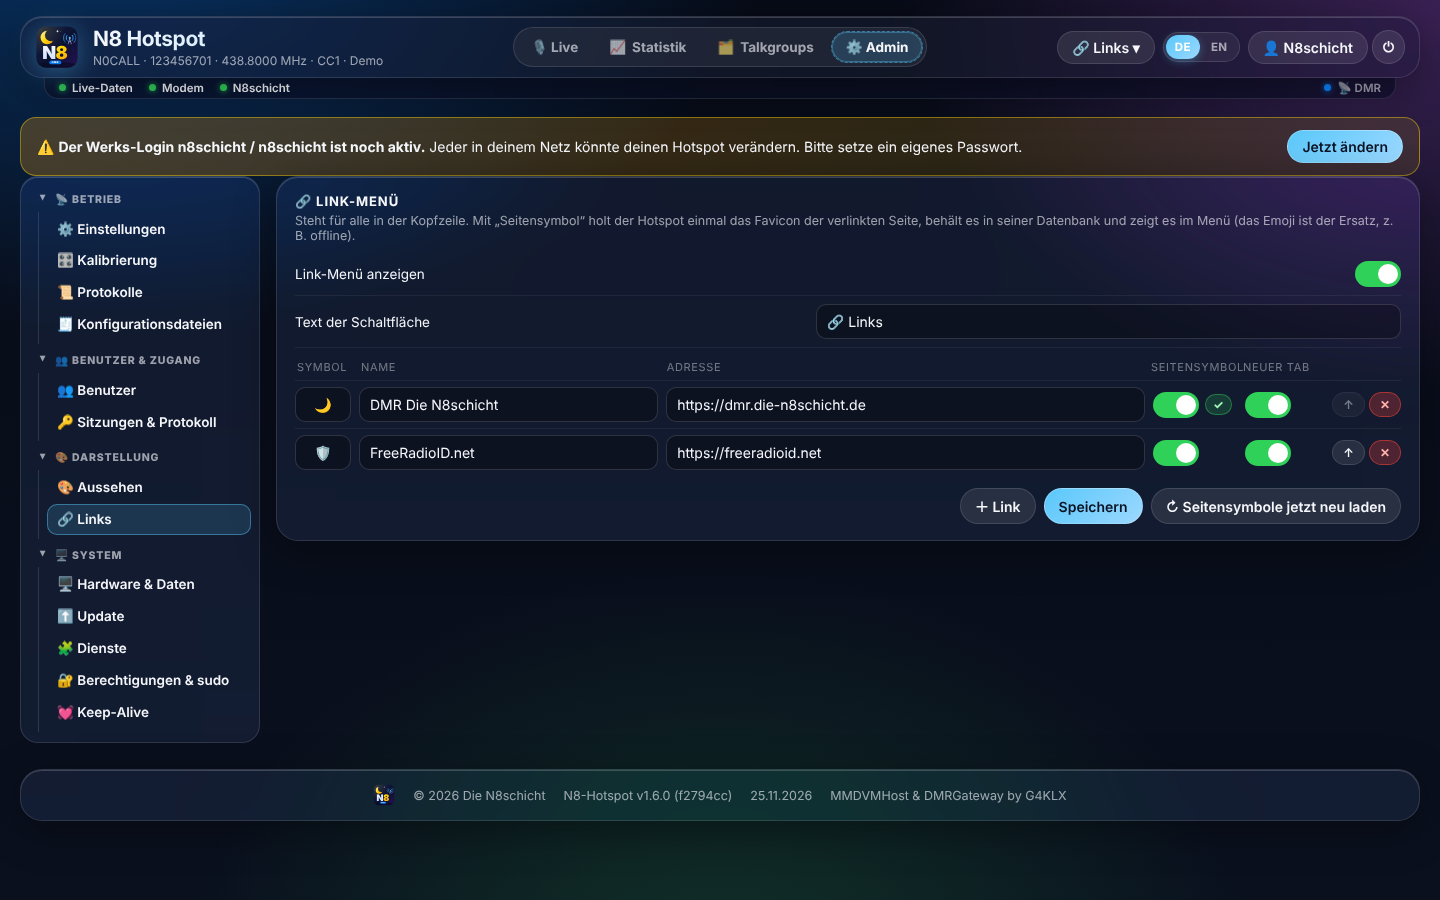 N8 Hotspot
N0CALL · 123456701 · 438.8000 MHz · CC1 · Demo
🎙️ Live
📈 Statistik
🗂️ Talkgroups
⚙️ Admin
🔗 Links ▾
DE EN
👤 N8schicht
Live-Daten Modem N8schicht
📡 DMR
⚠️ Der Werks-Login n8schicht / n8schicht ist noch aktiv. Jeder in deinem Netz könnte deinen Hotspot verändern. Bitte setze ein eigenes Passwort.
Jetzt ändern
▾ 📡 BETRIEB
⚙️ Einstellungen
🎛️ Kalibrierung
📜 Protokolle
🧾 Konfigurationsdateien
▾ 👥 BENUTZER & ZUGANG
👥 Benutzer
🔑 Sitzungen & Protokoll
▾ 🎨 DARSTELLUNG
🎨 Aussehen
🔗 Links
▾ 🖥️ SYSTEM
🖥️ Hardware & Daten
⬆️ Update
🧩 Dienste
🔐 Berechtigungen & sudo
💓 Keep-Alive
🔗 LINK-MENÜ
Steht für alle in der Kopfzeile. Mit „Seitensymbol“ holt der Hotspot einmal das Favicon der verlinkten Seite, behält es in seiner Datenbank und zeigt es im Menü (das Emoji ist der Ersatz, z.
B. offline).
Link-Menü anzeigen
Text der Schaltfläche
🔗 Links
SYMBOL NAME ADRESSE SEITENSYMBOL NEUER TAB
🌙 DMR Die N8schicht https://dmr.die-n8schicht.de ✓ ↑ ✕
🛡️ FreeRadioID.net https://freeradioid.net ↑ ✕
＋ Link
Speichern
↻ Seitensymbole jetzt neu laden
N8 © 2026 Die N8schicht N8-Hotspot v1.6.0 (f2794cc) 25.11.2026 MMDVMHost & DMRGateway by G4KLX